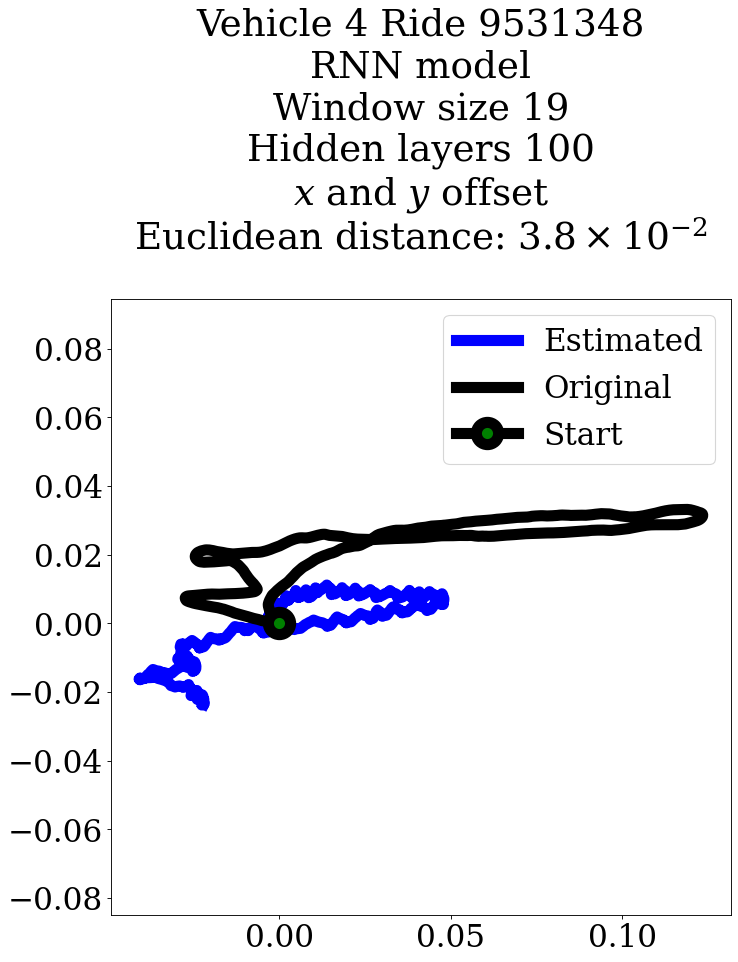 Vehicle 4 Ride 9531348
RNN model
Window size 19
Hidden layers 100
x and y offset
Euclidean distance: 3.8 × 10⁻²
Estimated
Original
Start
0.08
0.06
0.04
0.02
0.00
−0.02
−0.04
−0.06
−0.08
0.00 0.05 0.10